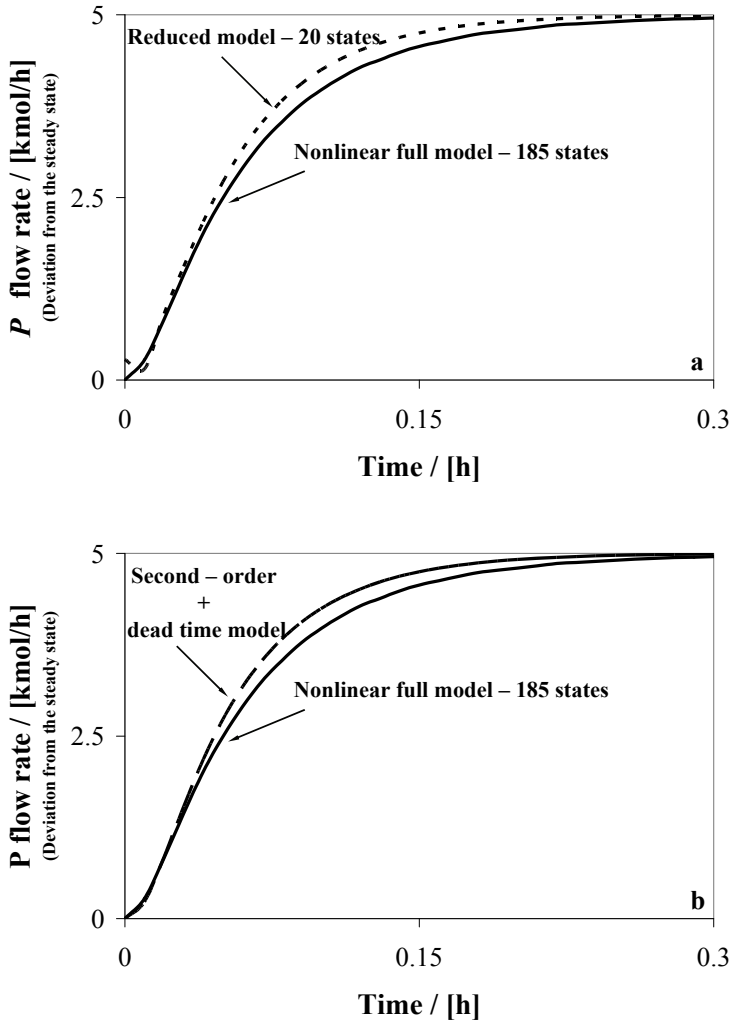 5
Reduced model – 20 states
Nonlinear full model – 185 states
2.5
P flow rate / [kmol/h]
(Deviation from the steady state)
a
0
0
0.15
0.3
Time / [h]
5
Second – order
+
dead time model
Nonlinear full model – 185 states
2.5
P flow rate / [kmol/h]
(Deviation from the steady state)
b
0
0
0.15
0.3
Time / [h]